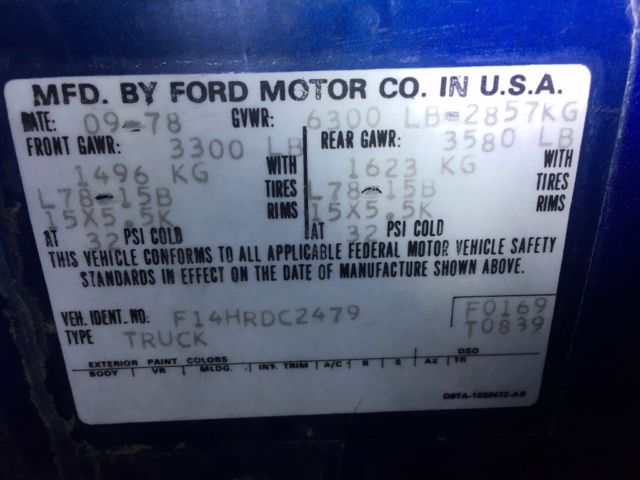 MFD. BY FORD MOTOR CO. IN U.S.A.
DATE: 09-78 GVWR: 6300 LB-2857KG
FRONT GAWR: 3300 LB REAR GAWR: 3580 LB
1496 KG WITH 1623 KG WITH
L78-15B TIRES L78-15B TIRES
15X5.5K RIMS 15X5.5K RIMS
AT 32 PSI COLD AT 32 PSI COLD
THIS VEHICLE CONFORMS TO ALL APPLICABLE FEDERAL MOTOR VEHICLE SAFETY
STANDARDS IN EFFECT ON THE DATE OF MANUFACTURE SHOWN ABOVE.
VEH. IDENT. NO: F14HRDC2479 F0169
TYPE TRUCK T0839
EXTERIOR PAINT COLORS DSO
BODY VR MLDG. INT. TRIM A/C R S AX TR